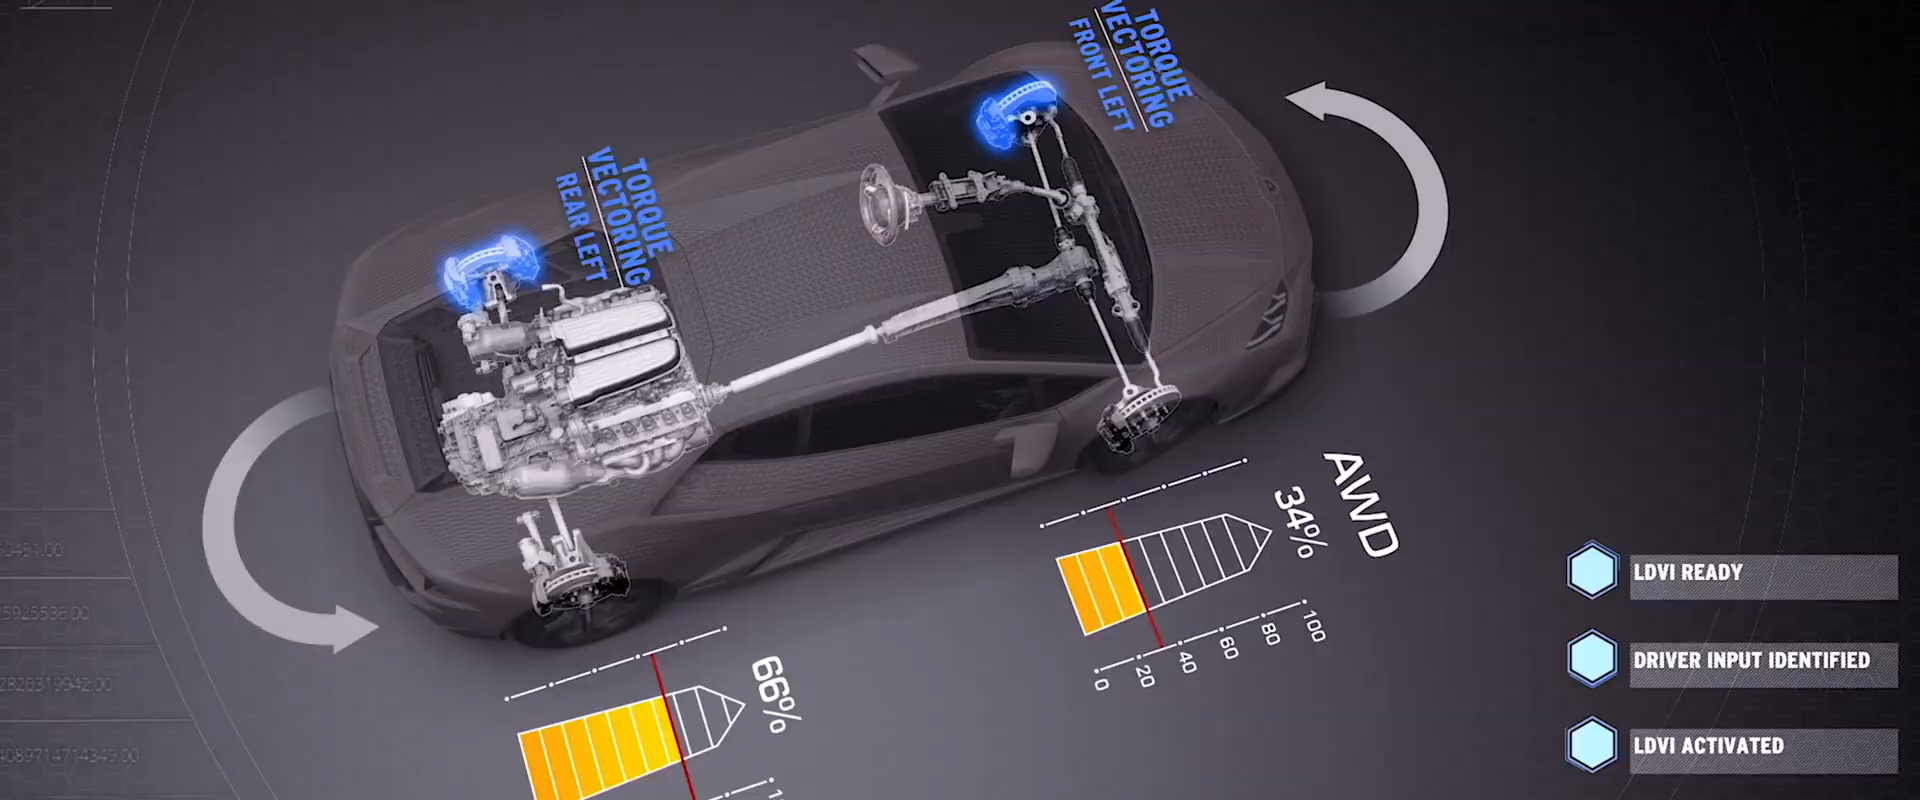 TORQUE
VECTORING
FRONT LEFT
TORQUE
VECTORING
REAR LEFT
AWD
34%
0 20 40 60 80 100
66%
LDVI READY
DRIVER INPUT IDENTIFIED
LDVI ACTIVATED